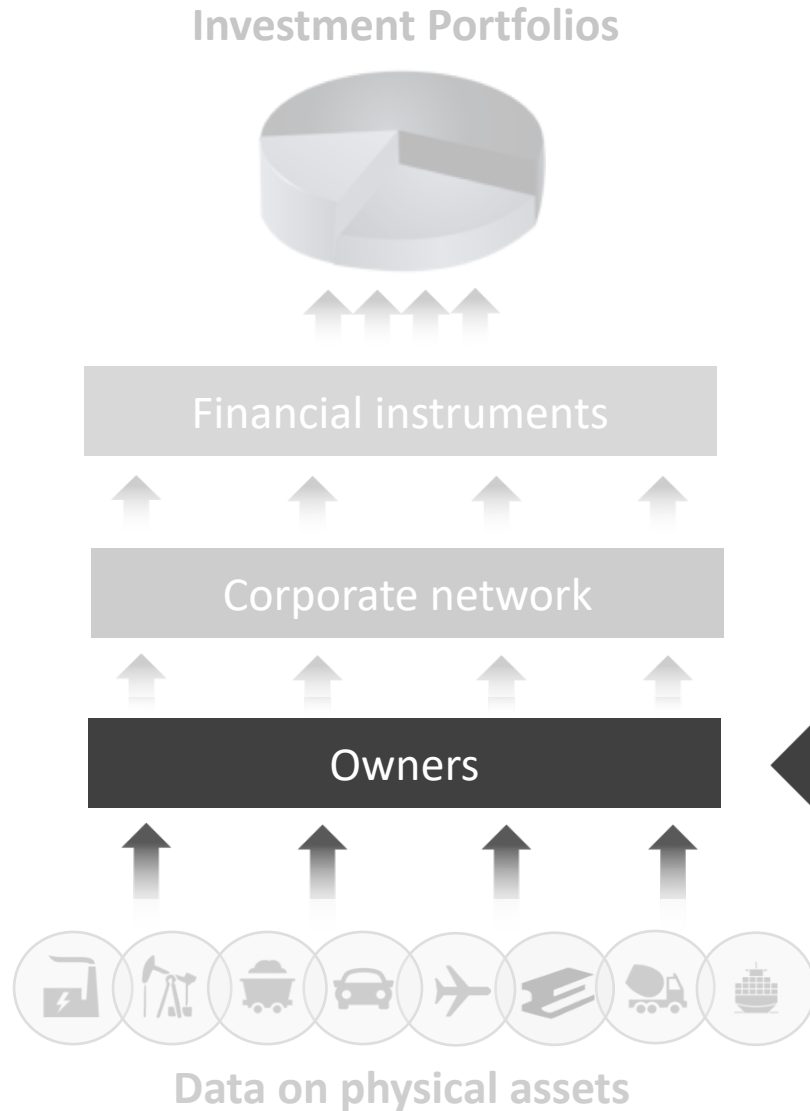 Investment Portfolios
Financial instruments
Corporate network
Owners
Data on physical assets